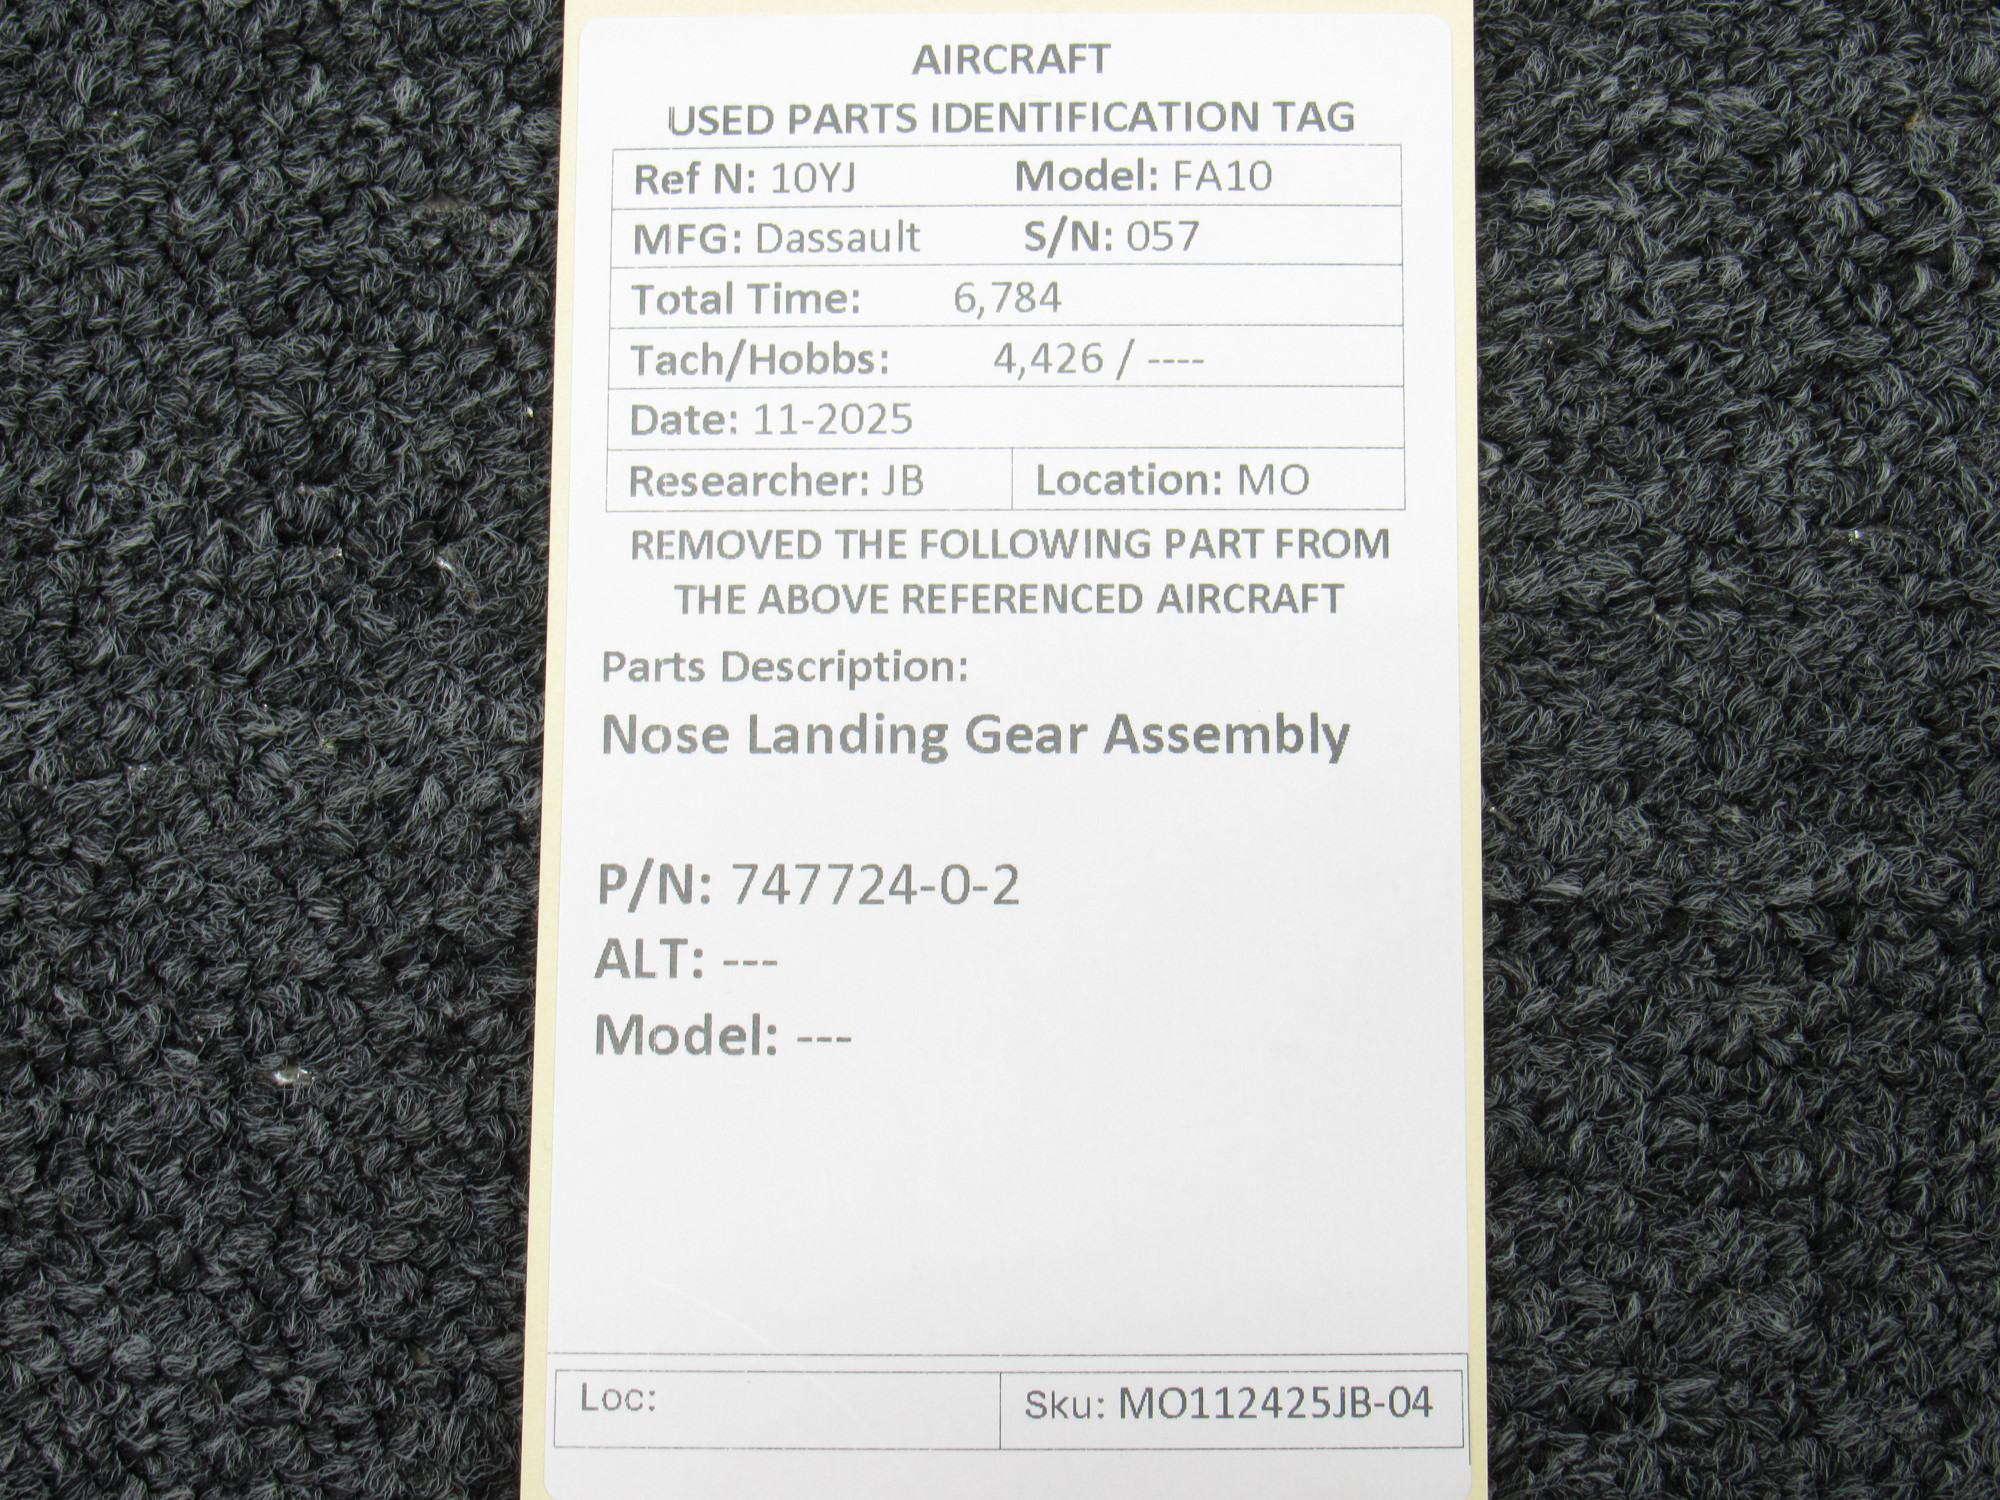 AIRCRAFT
USED PARTS IDENTIFICATION TAG
Ref N: 10YJ Model: FA10
MFG: Dassault S/N: 057
Total Time: 6,784
Tach/Hobbs: 4,426 / ----
Date: 11-2025
Researcher: JB Location: MO
REMOVED THE FOLLOWING PART FROM
THE ABOVE REFERENCED AIRCRAFT
Parts Description:
Nose Landing Gear Assembly
P/N: 747724-0-2
ALT: ---
Model: ---
Loc: Sku: MO112425JB-04